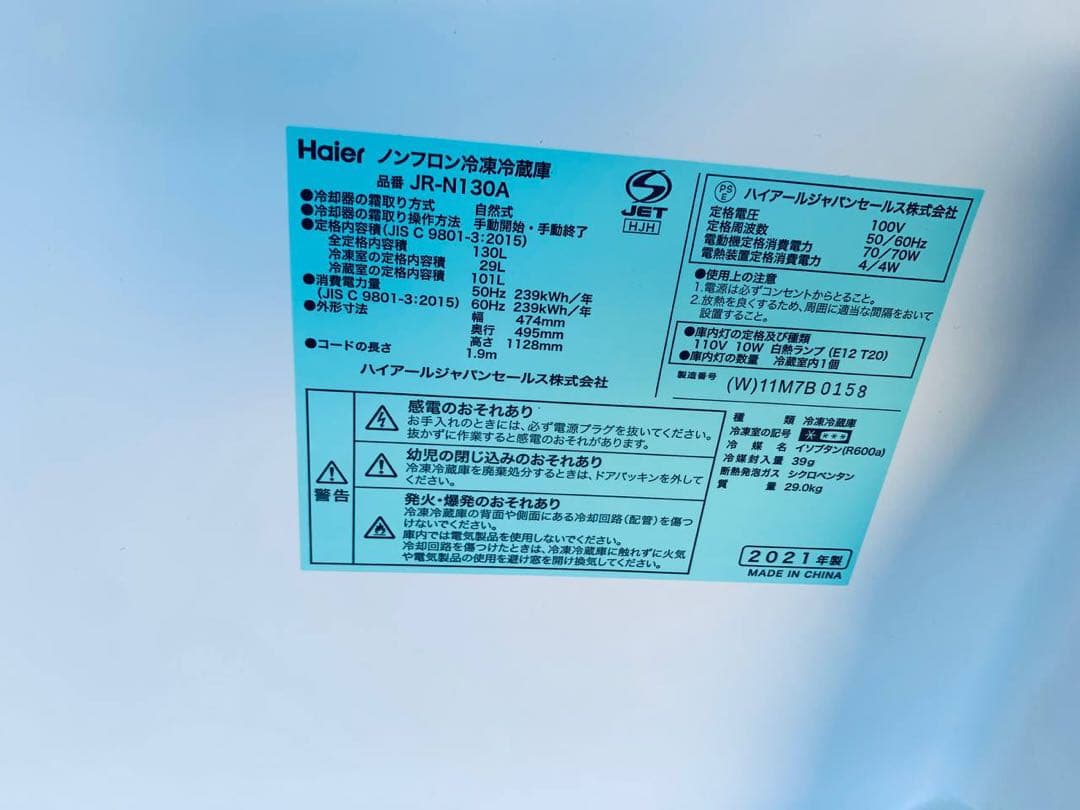 Haier ノンフロン冷凍冷蔵庫
品番 JR-N130A
●冷却器の霜取り方式 自然式
●冷却器の霜取り操作方法 手動開始・手動終了
●定格内容積(JIS C 9801-3:2015)
全定格内容積 130L
冷凍室の定格内容積 29L
冷蔵室の定格内容積 101L
●消費電力量 50Hz 239kWh/年
(JIS C 9801-3:2015) 60Hz 239kWh/年
●外形寸法 幅 474mm
奥行 495mm
高さ 1128mm
●コードの長さ 1.9m
ハイアールジャパンセールス株式会社
JET
HJH
PS
E
ハイアールジャパンセールス株式会社
定格電圧 100V
定格周波数 50/60Hz
電動機定格消費電力 70/70W
電熱装置定格消費電力 4/4W
●使用上の注意
1.電源は必ずコンセントからとること。
2.放熱を良くするため、周囲に適当な間隔をおいて
設置すること。
●庫内灯の定格及び種類
110V 10W 白熱ランプ(E12 T20)
●庫内灯の数量 冷蔵室内1個
製造番号 (W)11M7B0158
警告
感電のおそれあり
お手入れのときには、必ず電源プラグを抜いてください。
抜かずに作業すると感電のおそれがあります。
幼児の閉じ込みのおそれあり
冷凍冷蔵庫を廃棄処分するときは、ドアパッキンを外して
ください。
発火・爆発のおそれあり
冷凍冷蔵庫の背面や側面にある冷却回路(配管)を傷つ
けないでください。
庫内では電気製品を使用しないでください。
冷却回路を傷つけたときは、冷凍冷蔵庫に触れずに火気
や電気製品の使用を避け窓を開け換気してください。
種類 冷凍冷蔵庫
冷凍室の記号 * ***
冷媒名 イソブタン(R600a)
冷媒封入量 39g
断熱発泡ガス シクロペンタン
質量 29.0kg
2021年製
MADE IN CHINA